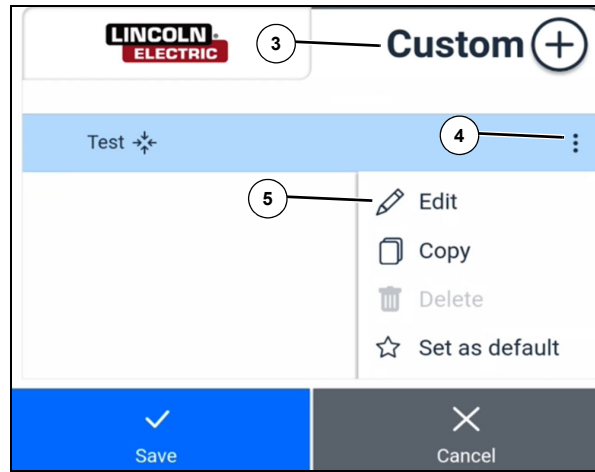 LINCOLN
ELECTRIC
3
Custom
4
Test
5
Edit
Copy
Delete
Set as default
Save
Cancel